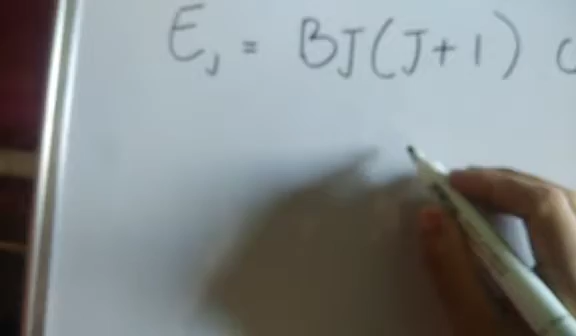 E_J = BJ(J+1) c